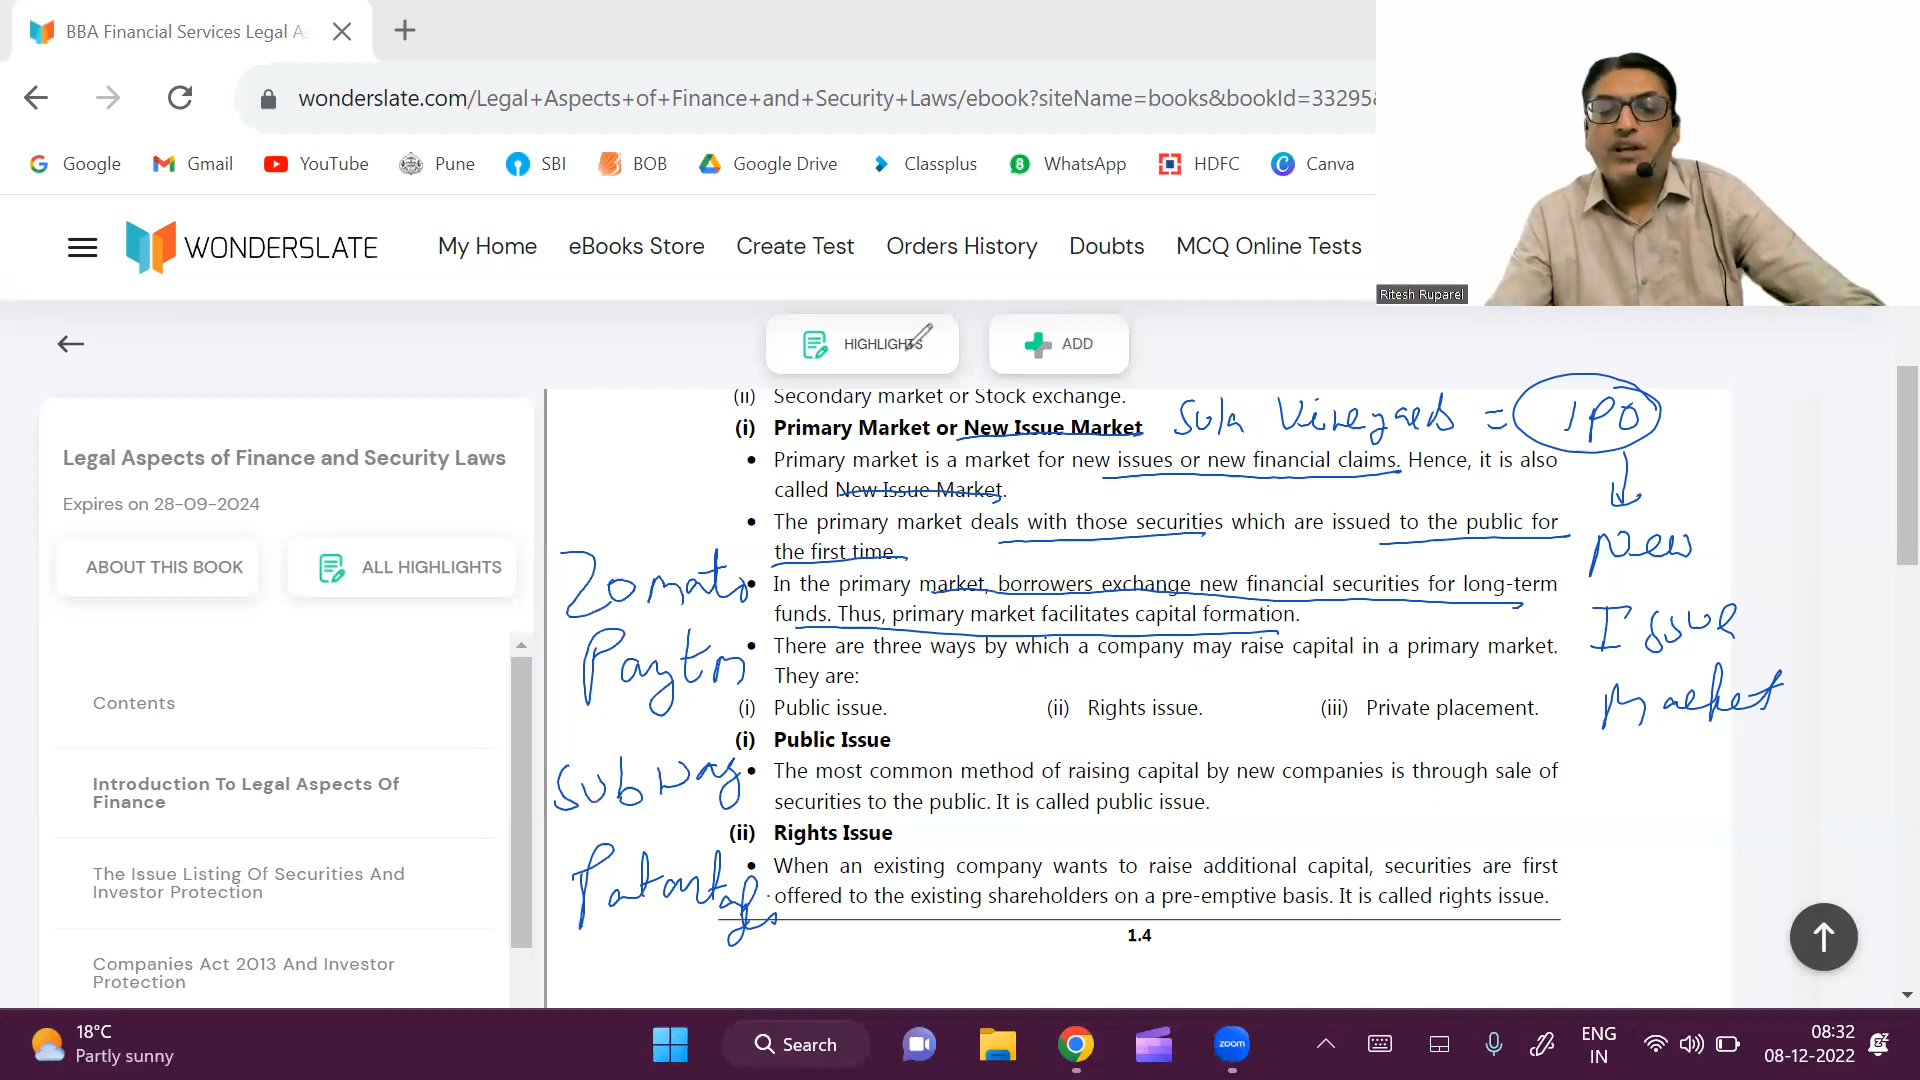 BBA Financial Services Legal A
wonderslate.com/Legal+Aspects+of+Finance+and+Security+Laws/ebook?siteName=books&bookId=33295&
Google Gmail YouTube Pune SBI BOB Google Drive Classplus WhatsApp HDFC Canva
WONDERSLATE My Home eBooks Store Create Test Orders History Doubts MCQ Online Tests
Ritesh Ruparel
HIGHLIGHTS ADD
Legal Aspects of Finance and Security Laws
Expires on 28-09-2024
ABOUT THIS BOOK ALL HIGHLIGHTS
Contents
Introduction To Legal Aspects Of
Finance
The Issue Listing Of Securities And
Investor Protection
Companies Act 2013 And Investor
Protection
(ii) Secondary market or Stock exchange.
(i) Primary Market or New Issue Market
Sula Vineyards = IPO
• Primary market is a market for new issues or new financial claims. Hence, it is also
called New Issue Market.
• The primary market deals with those securities which are issued to the public for
the first time.
• In the primary market, borrowers exchange new financial securities for long-term
funds. Thus, primary market facilitates capital formation.
• There are three ways by which a company may raise capital in a primary market.
They are:
(i) Public issue. (ii) Rights issue. (iii) Private placement.
(i) Public Issue
• The most common method of raising capital by new companies is through sale of
securities to the public. It is called public issue.
(ii) Rights Issue
• When an existing company wants to raise additional capital, securities are first
offered to the existing shareholders on a pre-emptive basis. It is called rights issue.
1.4
Zomato
Paytm
Subway
New
Issue
Market
18°C
Partly sunny
Search
zoom
ENG
IN
08:32
08-12-2022